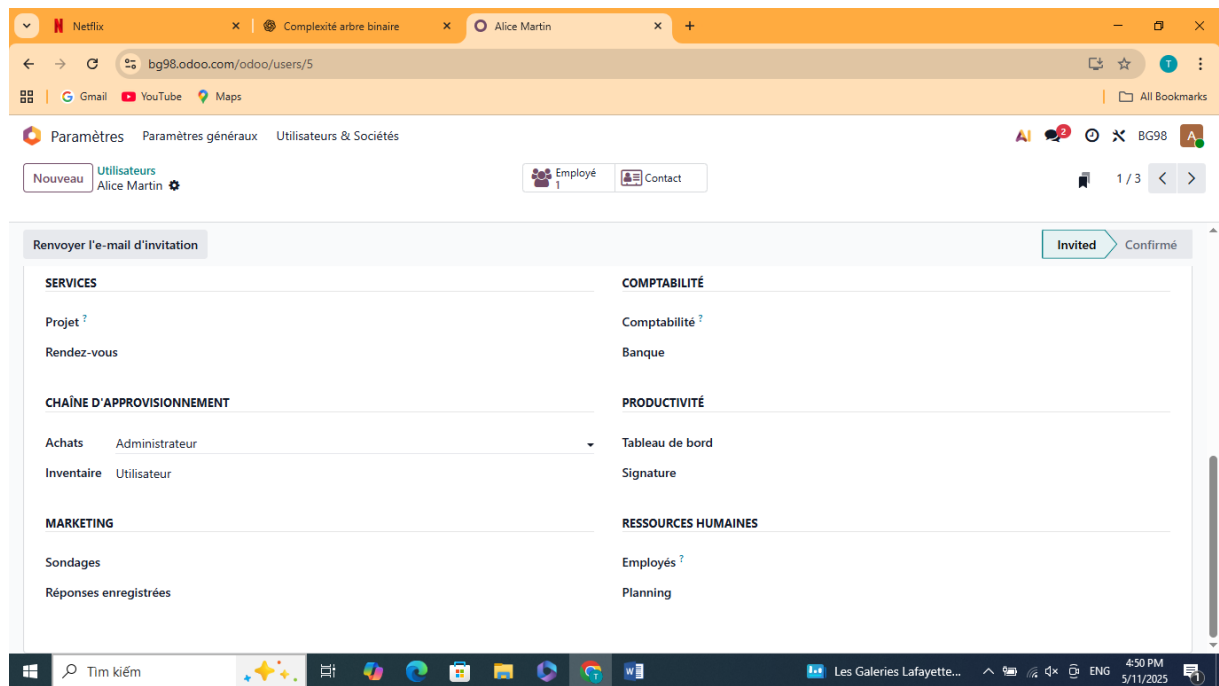 Netflix
Complexité arbre binaire
Alice Martin
bg98.odoo.com/odoo/users/5
T
Gmail
YouTube
Maps
All Bookmarks
Paramètres Paramètres généraux Utilisateurs & Sociétés
AI 2 BG98 A
Nouveau
Utilisateurs
Alice Martin
Employé
1
Contact
1 / 3
Renvoyer l'e-mail d'invitation
Invited Confirmé
SERVICES
Projet ?
Rendez-vous
COMPTABILITÉ
Comptabilité ?
Banque
CHAÎNE D'APPROVISIONNEMENT
Achats Administrateur
Inventaire Utilisateur
PRODUCTIVITÉ
Tableau de bord
Signature
MARKETING
Sondages
Réponses enregistrées
RESSOURCES HUMAINES
Employés ?
Planning
Tìm kiếm
Les Galeries Lafayette...
ENG
4:50 PM
5/11/2025
1